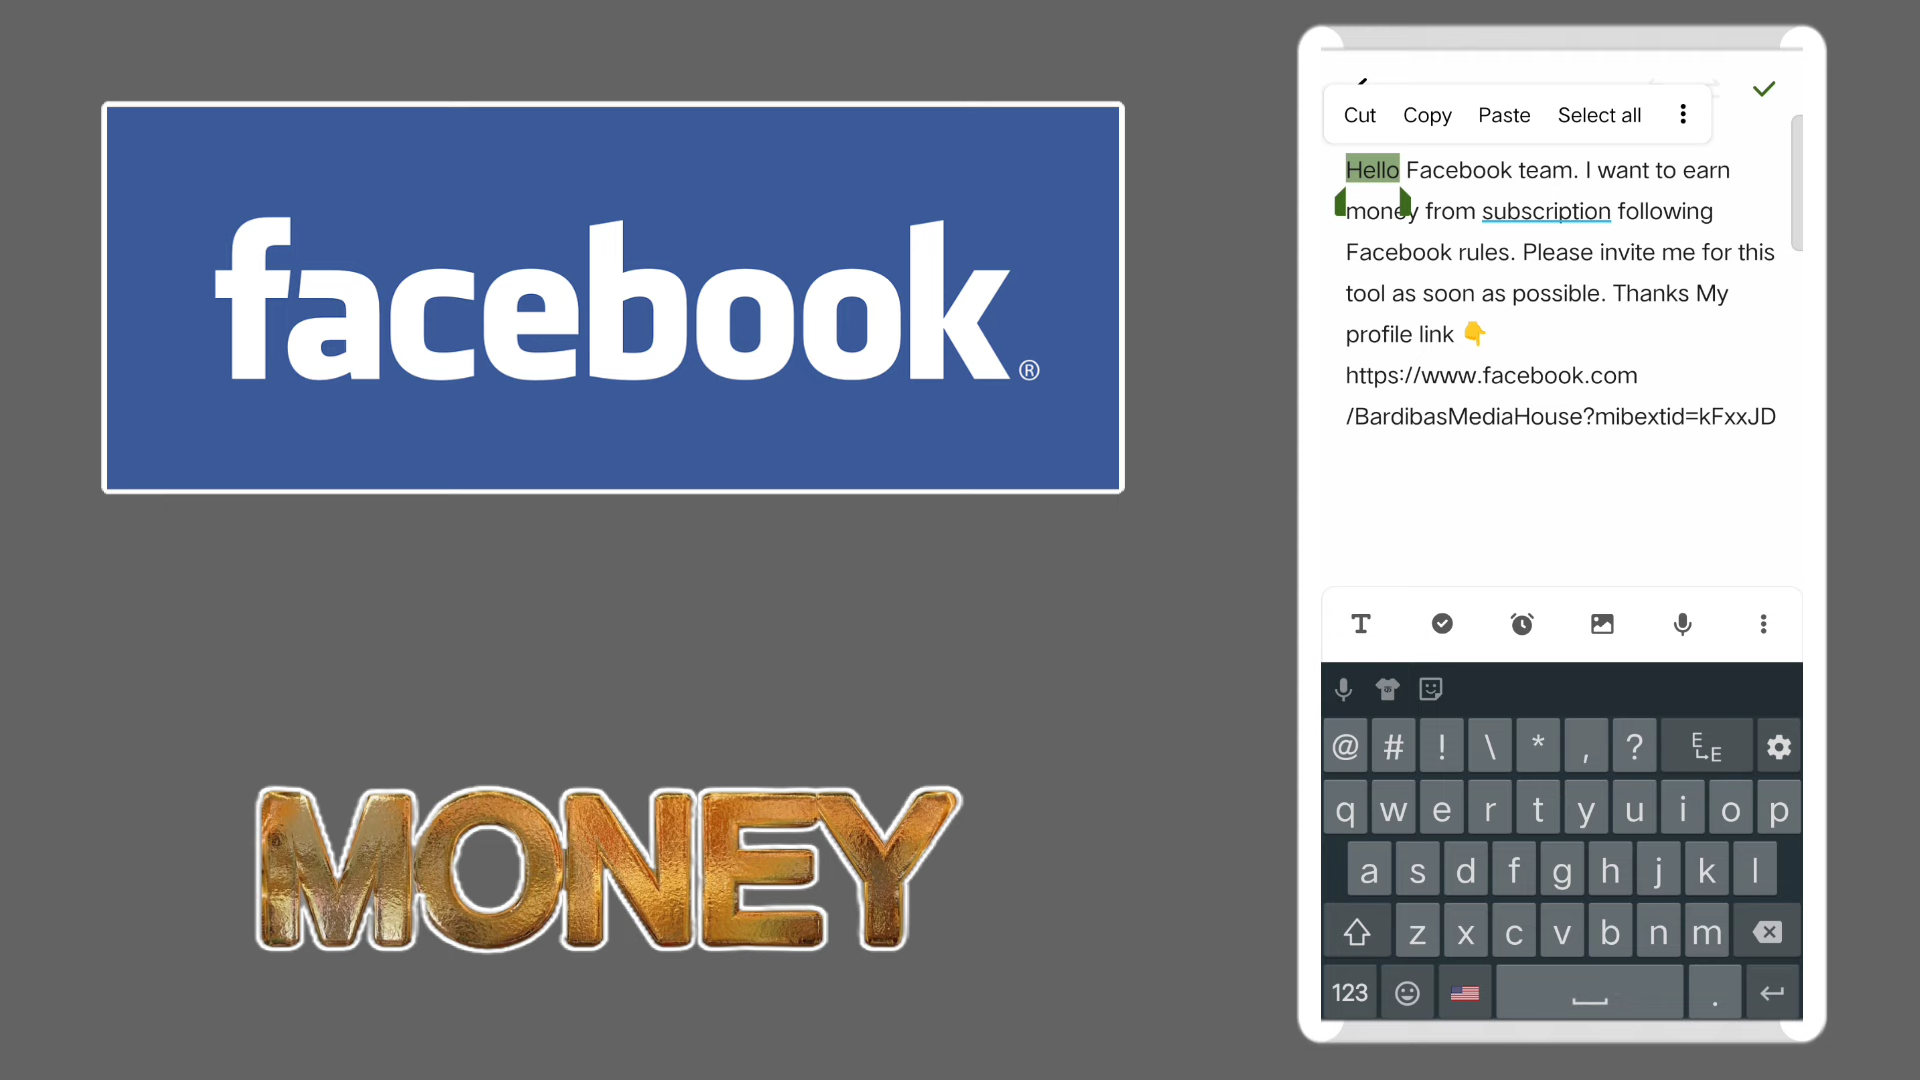 facebook®
MONEY
Cut Copy Paste Select all
Hello Facebook team. I want to earn
money from subscription following
Facebook rules. Please invite me for this
tool as soon as possible. Thanks My
profile link 👇
https://www.facebook.com
/BardibasMediaHouse?mibextid=kFxxJD
T
@ # ! \ * , ? E E
q w e r t y u i o p
a s d f g h j k l
z x c v b n m
123 .